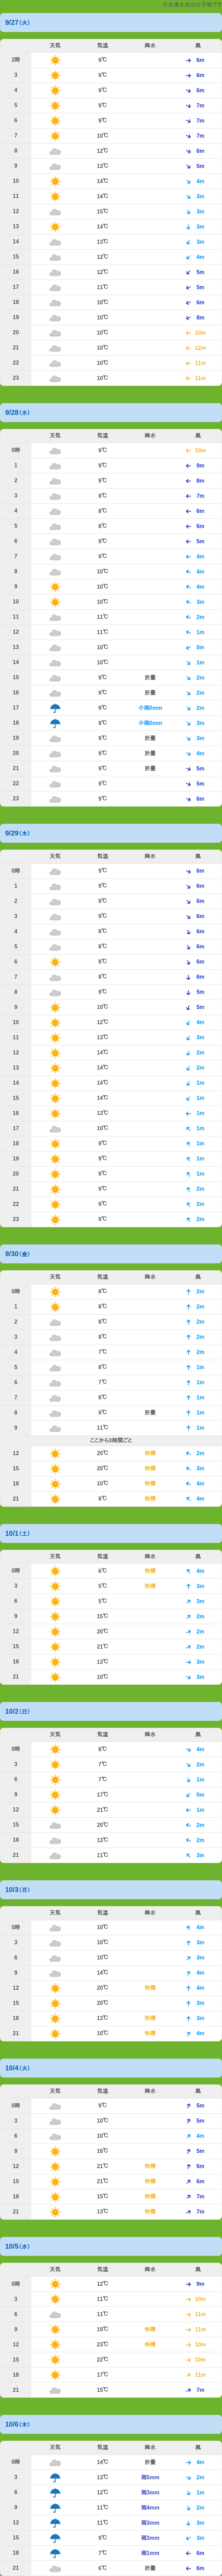 9/27(火)
天気 気温 降水 風
2時 9℃ 6m
3 9℃ 6m
4 9℃ 6m
5 9℃ 7m
6 9℃ 7m
7 10℃ 7m
8 12℃ 6m
9 13℃ 5m
10 14℃ 4m
11 14℃ 3m
12 15℃ 3m
13 14℃ 3m
14 13℃ 3m
15 12℃ 4m
16 12℃ 5m
17 11℃ 5m
18 10℃ 6m
19 10℃ 8m
20 10℃ 10m
21 10℃ 12m
22 10℃ 11m
23 10℃ 11m
9/28(水)
天気 気温 降水 風
0時 9℃ 10m
1 9℃ 9m
2 9℃ 8m
3 8℃ 7m
4 8℃ 6m
5 8℃ 6m
6 9℃ 5m
7 9℃ 4m
8 10℃ 4m
9 10℃ 4m
10 10℃ 3m
11 11℃ 2m
12 11℃ 1m
13 10℃ 0m
14 10℃ 1m
15 9℃ 折畳 2m
16 9℃ 折畳 2m
17 9℃ 小雨0mm 2m
18 9℃ 小雨0mm 3m
19 9℃ 折畳 3m
20 9℃ 折畳 4m
21 9℃ 折畳 5m
22 9℃ 5m
23 9℃ 6m
9/29(木)
天気 気温 降水 風
0時 9℃ 6m
1 9℃ 6m
2 9℃ 6m
3 9℃ 6m
4 8℃ 6m
5 8℃ 6m
6 8℃ 6m
7 8℃ 6m
8 9℃ 5m
9 10℃ 5m
10 12℃ 4m
11 13℃ 3m
12 14℃ 2m
13 14℃ 2m
14 14℃ 1m
15 14℃ 1m
16 13℃ 1m
17 10℃ 1m
18 9℃ 1m
19 9℃ 1m
20 9℃ 1m
21 9℃ 2m
22 9℃ 2m
23 9℃ 2m
9/30(金)
天気 気温 降水 風
0時 8℃ 2m
1 8℃ 2m
2 8℃ 2m
3 8℃ 2m
4 7℃ 2m
5 8℃ 1m
6 7℃ 1m
7 8℃ 1m
8 9℃ 折畳 1m
9 11℃ 1m
ここから3時間ごと
12 20℃ 快晴 2m
15 20℃ 快晴 3m
18 10℃ 快晴 4m
21 8℃ 快晴 4m
10/1(土)
天気 気温 降水 風
0時 6℃ 快晴 4m
3 5℃ 快晴 3m
6 5℃ 3m
9 15℃ 2m
12 20℃ 2m
15 21℃ 2m
18 13℃ 3m
21 10℃ 3m
10/2(日)
天気 気温 降水 風
0時 8℃ 4m
3 7℃ 2m
6 7℃ 1m
9 17℃ 0m
12 21℃ 1m
15 20℃ 2m
18 13℃ 2m
21 11℃ 3m
10/3(月)
天気 気温 降水 風
0時 10℃ 4m
3 10℃ 3m
6 10℃ 3m
9 14℃ 4m
12 20℃ 快晴 4m
15 20℃ 3m
18 13℃ 快晴 3m
21 10℃ 快晴 4m
10/4(火)
天気 気温 降水 風
0時 9℃ 5m
3 10℃ 5m
6 10℃ 4m
9 16℃ 5m
12 21℃ 快晴 6m
15 21℃ 快晴 6m
18 15℃ 快晴 7m
21 13℃ 快晴 7m
10/5(水)
天気 気温 降水 風
0時 12℃ 9m
3 11℃ 10m
6 11℃ 11m
9 19℃ 快晴 11m
12 23℃ 快晴 10m
15 22℃ 10m
18 17℃ 11m
21 15℃ 7m
10/6(木)
天気 気温 降水 風
0時 14℃ 折畳 4m
3 13℃ 雨5mm 2m
6 12℃ 雨3mm 1m
9 11℃ 雨4mm 2m
12 11℃ 雨3mm 3m
15 9℃ 雨3mm 3m
18 7℃ 雨1mm 6m
21 6℃ 折畳 6m